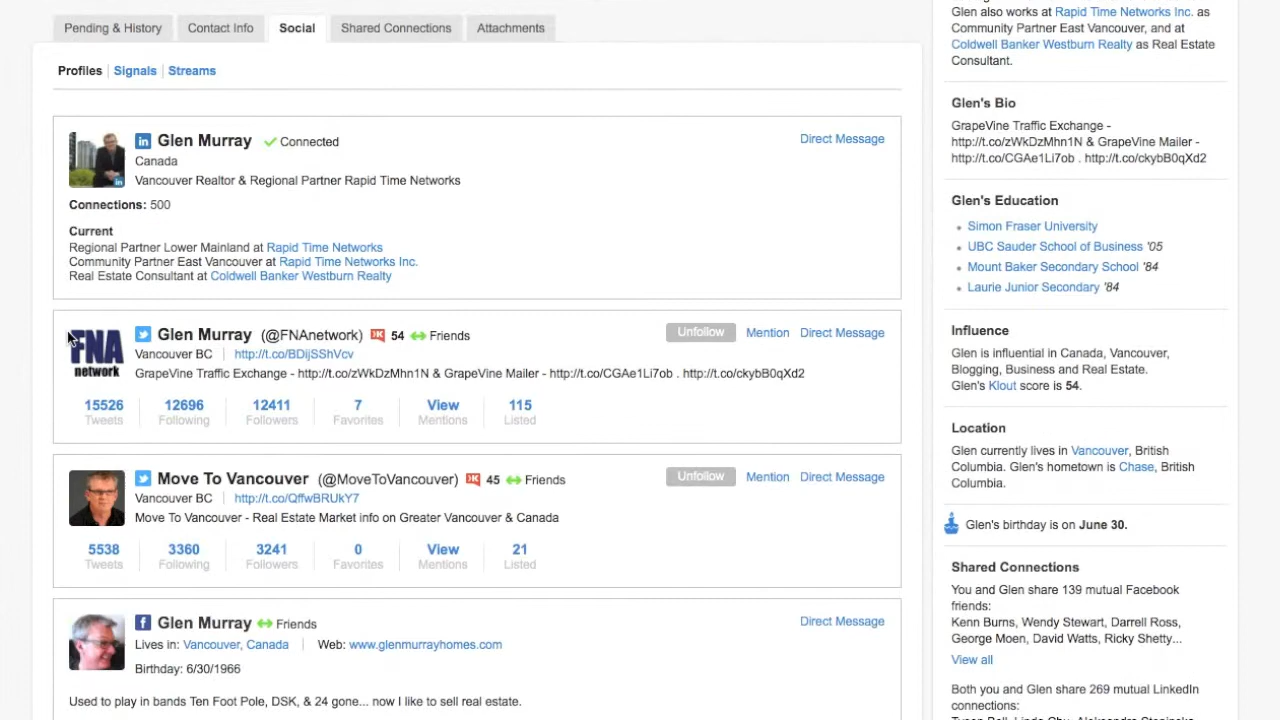 Pending & History
Contact Info
Social
Shared Connections
Attachments
Profiles
Signals
Streams
Glen Murray
Connected
Direct Message
Canada
Vancouver Realtor & Regional Partner Rapid Time Networks
Connections: 500
Current
Regional Partner Lower Mainland at Rapid Time Networks
Community Partner East Vancouver at Rapid Time Networks Inc.
Real Estate Consultant at Coldwell Banker Westburn Realty
FNA
network
Glen Murray (@FNAnetwork) 54 Friends
Unfollow
Mention
Direct Message
Vancouver BC
http://t.co/BDijSShVcv
GrapeVine Traffic Exchange - http://t.co/zWkDzMhn1N & GrapeVine Mailer - http://t.co/CGAe1Li7ob . http://t.co/ckybB0qXd2
15526 12696 12411 7 View 115
Tweets Following Followers Favorites Mentions Listed
Move To Vancouver (@MoveToVancouver) 45 Friends
Unfollow
Mention
Direct Message
Vancouver BC
http://t.co/QffwBRUkY7
Move To Vancouver - Real Estate Market info on Greater Vancouver & Canada
5538 3360 3241 0 View 21
Tweets Following Followers Favorites Mentions Listed
Glen Murray Friends
Direct Message
Lives in: Vancouver, Canada
Web: www.glenmurrayhomes.com
Birthday: 6/30/1966
Used to play in bands Ten Foot Pole, DSK, & 24 gone... now I like to sell real estate.
Glen also works at Rapid Time Networks Inc. as
Community Partner East Vancouver, and at
Coldwell Banker Westburn Realty as Real Estate
Consultant.
Glen's Bio
GrapeVine Traffic Exchange -
http://t.co/zWkDzMhn1N & GrapeVine Mailer -
http://t.co/CGAe1Li7ob . http://t.co/ckybB0qXd2
Glen's Education
Simon Fraser University
UBC Sauder School of Business '05
Mount Baker Secondary School '84
Laurie Junior Secondary '84
Influence
Glen is influential in Canada, Vancouver,
Blogging, Business and Real Estate.
Glen's Klout score is 54.
Location
Glen currently lives in Vancouver, British
Columbia. Glen's hometown is Chase, British
Columbia.
Glen's birthday is on June 30.
Shared Connections
You and Glen share 139 mutual Facebook
friends:
Kenn Burns, Wendy Stewart, Darrell Ross,
George Moen, David Watts, Ricky Shetty...
View all
Both you and Glen share 269 mutual LinkedIn
connections: